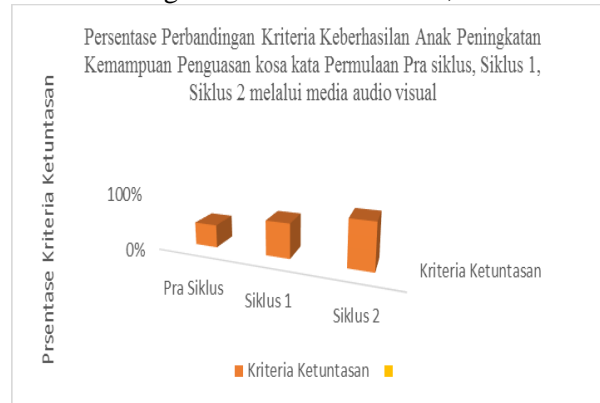 Persentase Perbandingan Kriteria Keberhasilan Anak Peningkatan
Kemampuan Penguasan kosa kata Permulaan Pra siklus, Siklus 1,
Siklus 2 melalui media audio visual
Prsentase Kriteria Ketuntasan
100%
0%
Pra Siklus
Siklus 1
Siklus 2
Kriteria Ketuntasan
Kriteria Ketuntasan